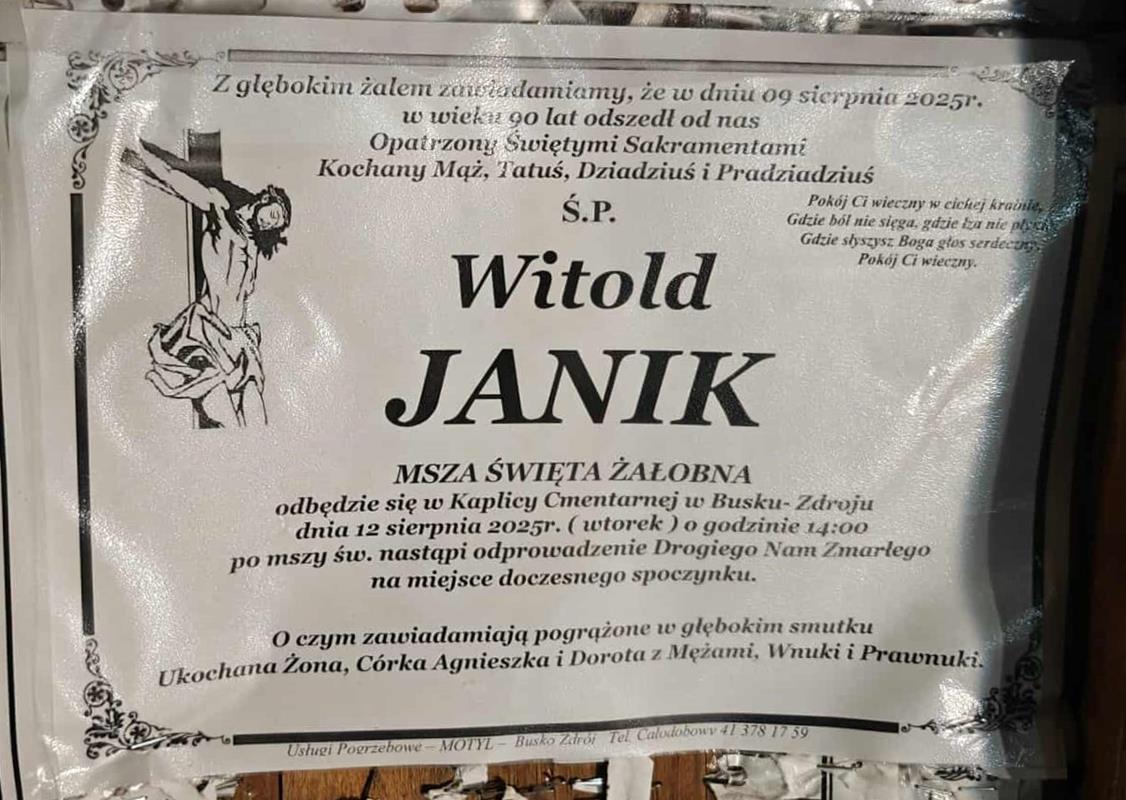 Z głębokim żalem zawiadamiamy, że w dniu 09 sierpnia 2025r.
w wieku 90 lat odszedł od nas
Opatrzony Świętymi Sakramentami
Kochany Mąż, Tatuś, Dziadziuś i Pradziadziuś
Ś.P.
Pokój Ci wieczny w cichej krainie,
Gdzie ból nie sięga, gdzie łza nie płynie
Gdzie słyszysz Boga głos serdeczny,
Pokój Ci wieczny.
Witold
JANIK
MSZA ŚWIĘTA ŻAŁOBNA
odbędzie się w Kaplicy Cmentarnej w Busku- Zdroju
dnia 12 sierpnia 2025r. ( wtorek ) o godzinie 14:00
po mszy św. nastąpi odprowadzenie Drogiego Nam Zmarłego
na miejsce doczesnego spoczynku.
O czym zawiadamiają pogrążone w głębokim smutku
Ukochana Żona, Córka Agnieszka i Dorota z Mężami, Wnuki i Prawnuki.
Usługi Pogrzebowe – MOTYL – Busko Zdrój Tel. Całodobowy 41 378 17 59